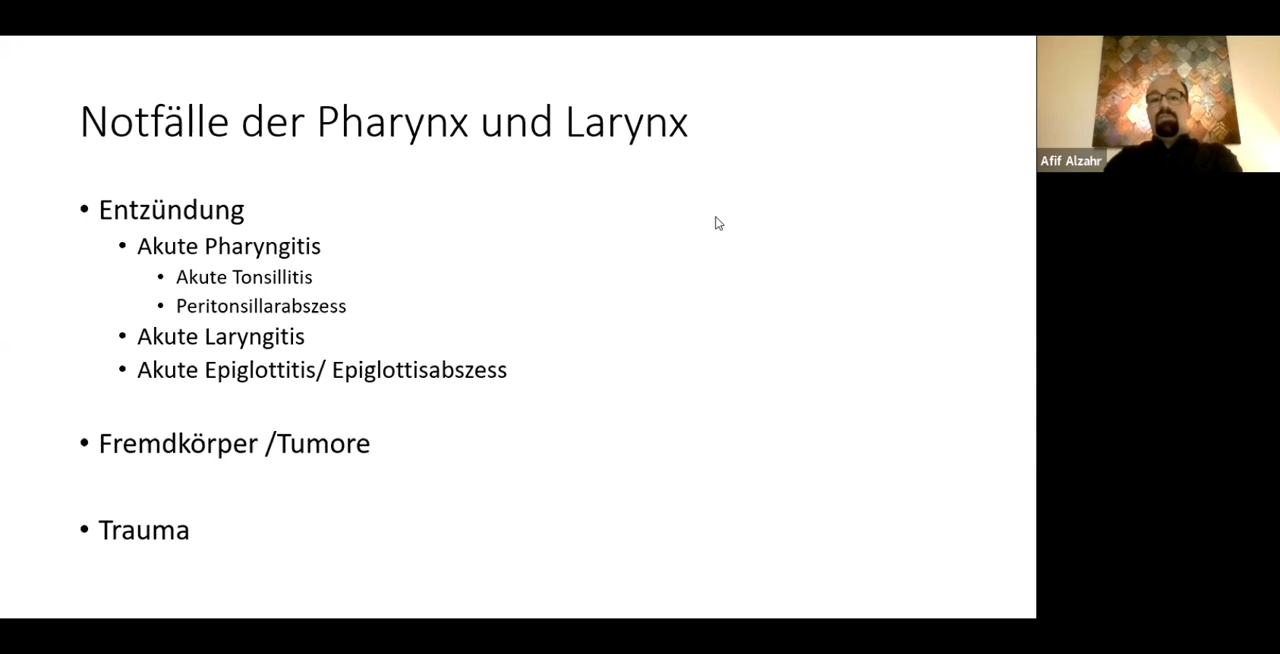 Notfälle der Pharynx und Larynx
• Entzündung
• Akute Pharyngitis
• Akute Tonsillitis
• Peritonsillarabszess
• Akute Laryngitis
• Akute Epiglottitis/ Epiglottisabszess
• Fremdkörper /Tumore
• Trauma
Afif Alzahr